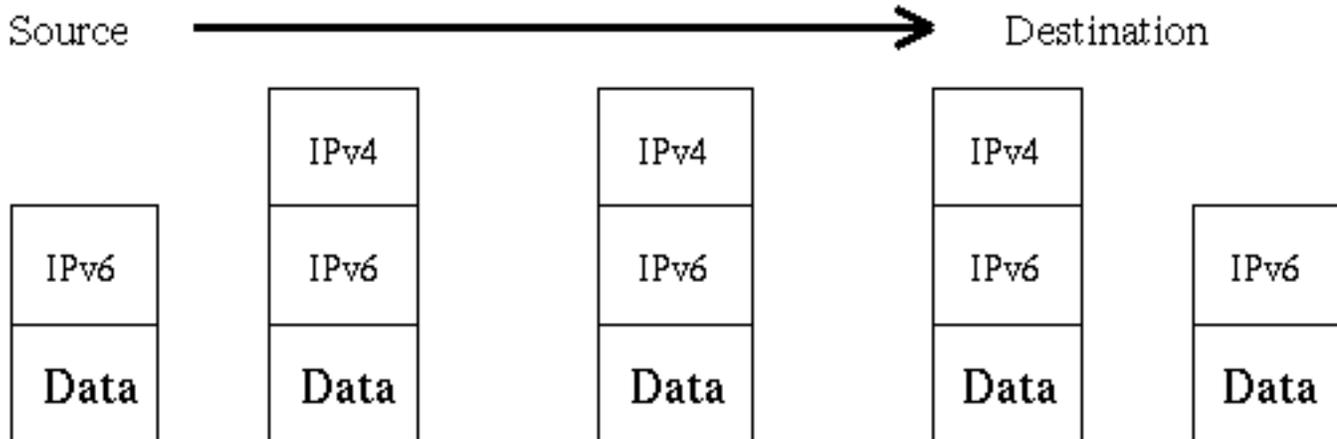 Source Destination
IPv4 IPv4 IPv4
IPv6 IPv6 IPv6 IPv6 IPv6
Data Data Data Data Data